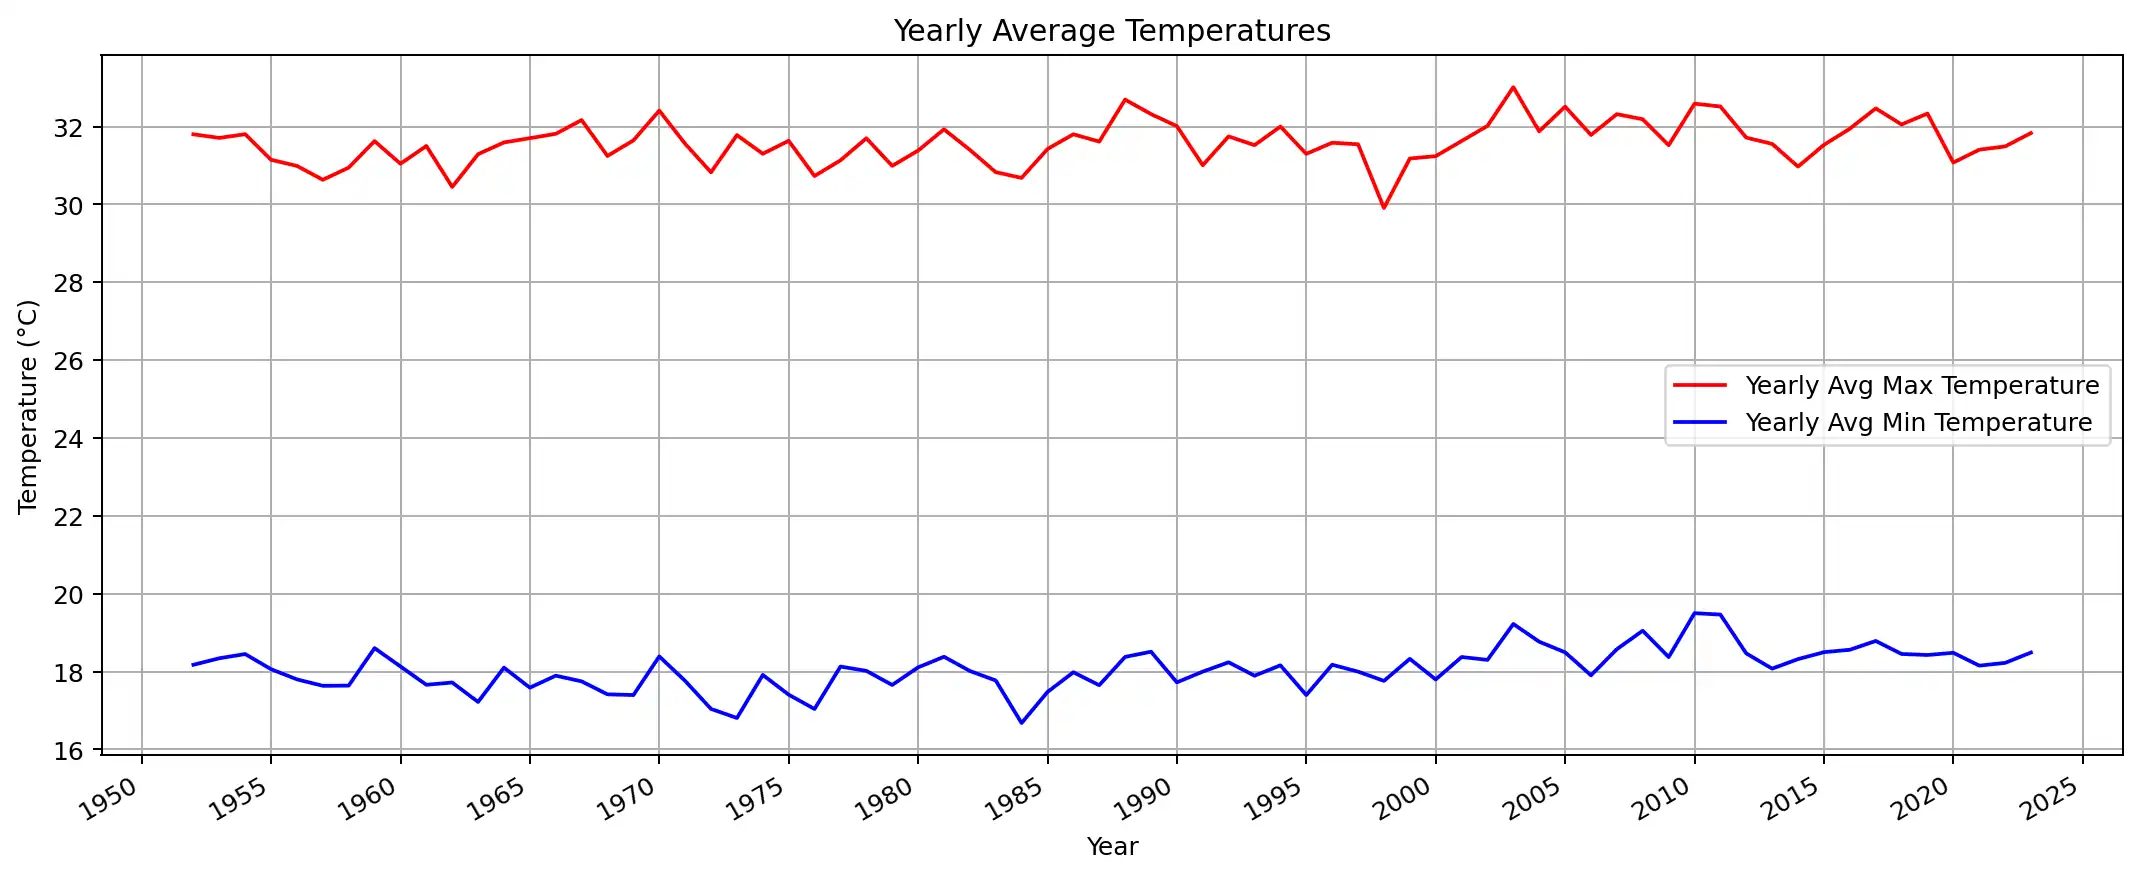 Yearly Average Temperatures
Temperature (°C)
32
30
28
26
24
22
20
18
16
Yearly Avg Max Temperature
Yearly Avg Min Temperature
1950 1955 1960 1965 1970 1975 1980 1985 1990 1995 2000 2005 2010 2015 2020 2025
Year